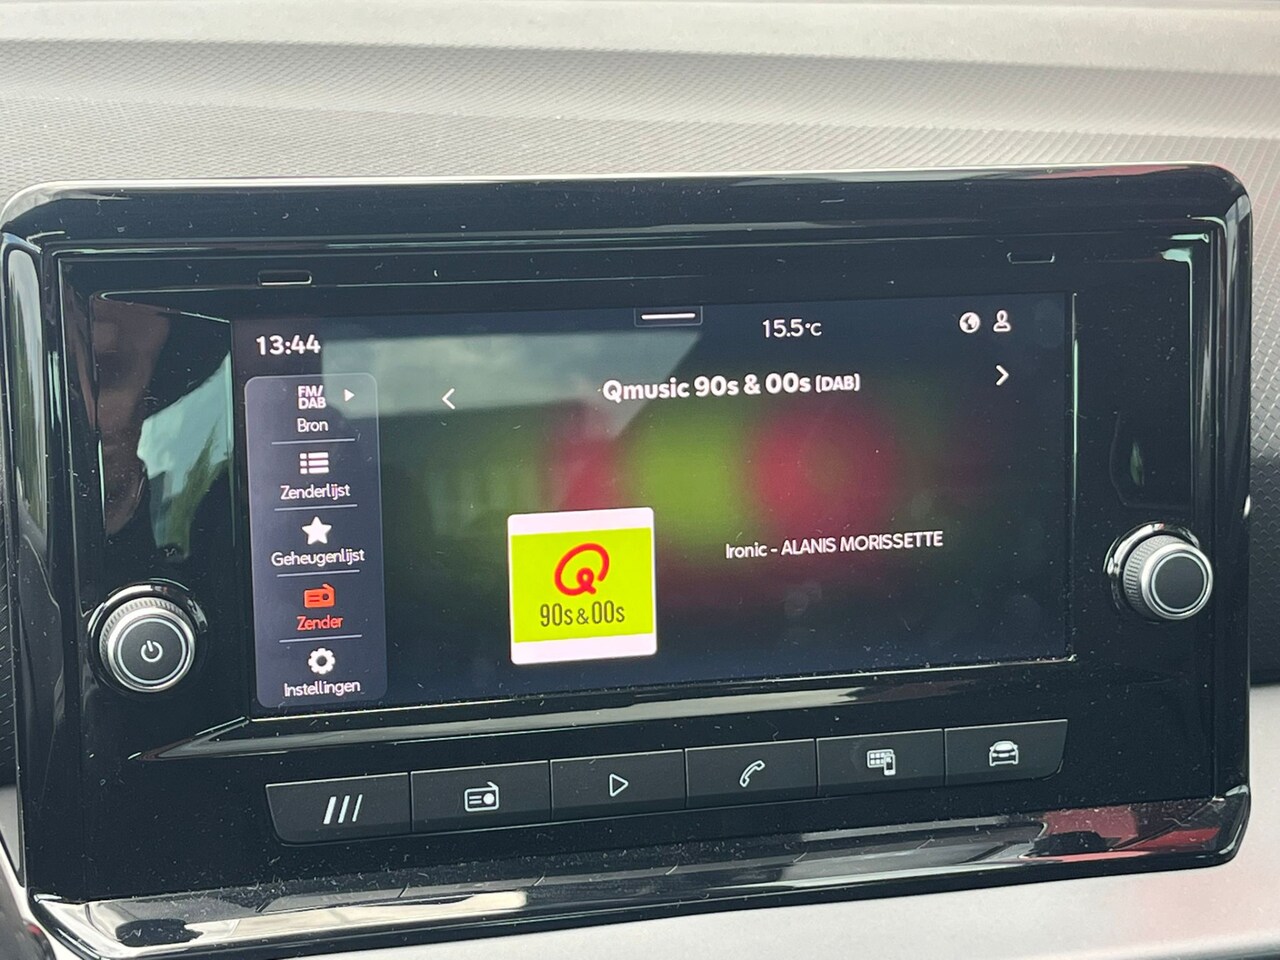 13:44
15.5°C
FM/
DAB
Bron
Qmusic 90s & 00s (DAB)
Zenderlijst
Geheugenlijst
Zender
Instellingen
90s&00s
Ironic - ALANIS MORISSETTE